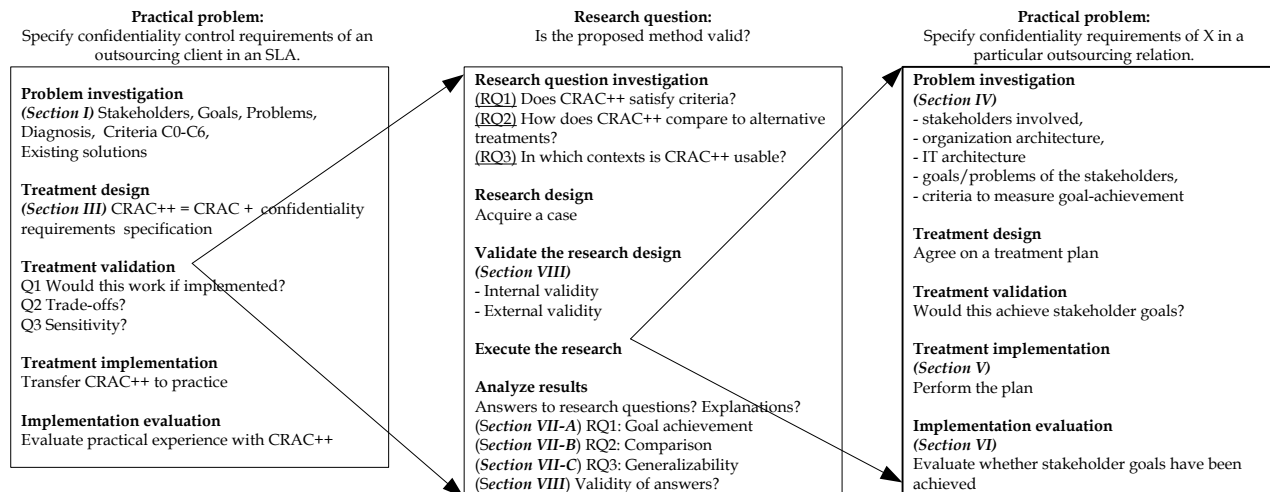 Practical problem:
Specify confidentiality control requirements of an
outsourcing client in an SLA.
Problem investigation
(Section I) Stakeholders, Goals, Problems,
Diagnosis, Criteria C0-C6,
Existing solutions
Treatment design
(Section III) CRAC++ = CRAC + confidentiality
requirements specification
Treatment validation
Q1 Would this work if implemented?
Q2 Trade-offs?
Q3 Sensitivity?
Treatment implementation
Transfer CRAC++ to practice
Implementation evaluation
Evaluate practical experience with CRAC++
Research question:
Is the proposed method valid?
Research question investigation
(RQ1) Does CRAC++ satisfy criteria?
(RQ2) How does CRAC++ compare to alternative
treatments?
(RQ3) In which contexts is CRAC++ usable?
Research design
Acquire a case
Validate the research design
(Section VIII)
- Internal validity
- External validity
Execute the research
Analyze results
Answers to research questions? Explanations?
(Section VII-A) RQ1: Goal achievement
(Section VII-B) RQ2: Comparison
(Section VII-C) RQ3: Generalizability
(Section VIII) Validity of answers?
Practical problem:
Specify confidentiality requirements of X in a
particular outsourcing relation.
Problem investigation
(Section IV)
- stakeholders involved,
- organization architecture,
- IT architecture
- goals/problems of the stakeholders,
- criteria to measure goal-achievement
Treatment design
Agree on a treatment plan
Treatment validation
Would this achieve stakeholder goals?
Treatment implementation
(Section V)
Perform the plan
Implementation evaluation
(Section VI)
Evaluate whether stakeholder goals have been
achieved